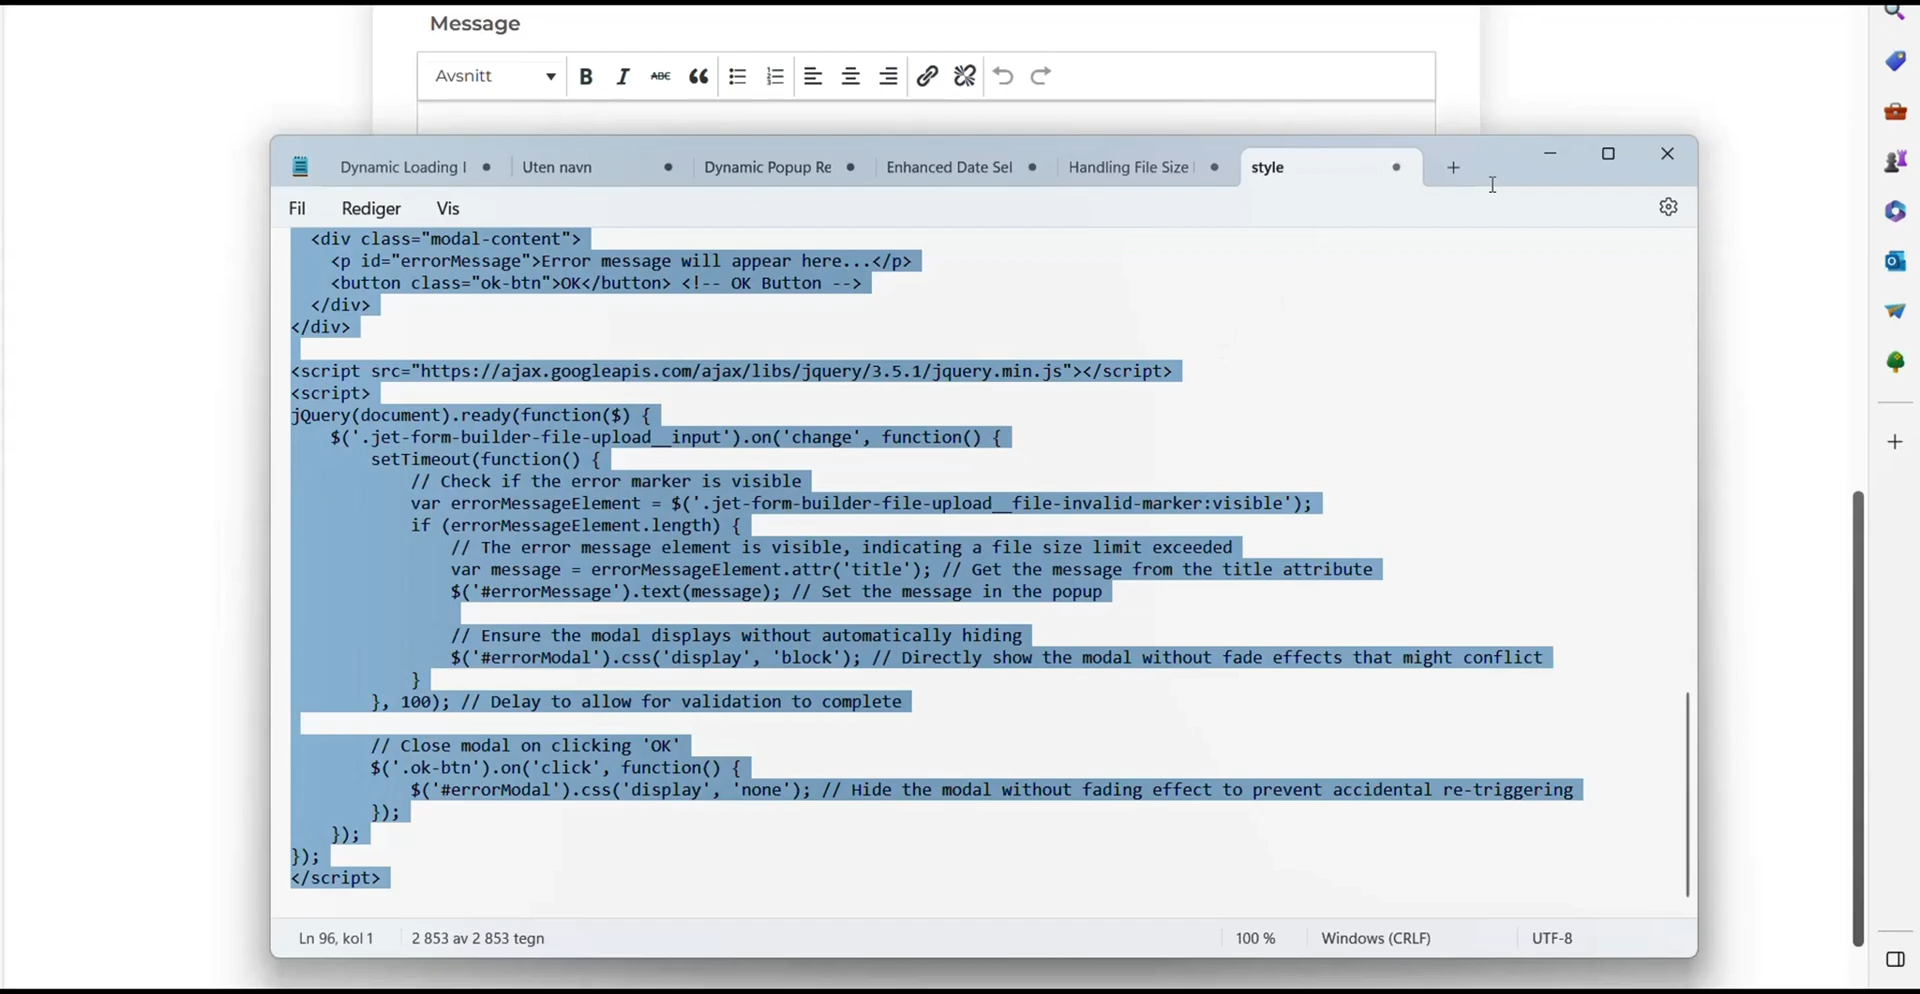 Message
Avsnitt
B I ABC
Dynamic Loading I
Uten navn
Dynamic Popup Re
Enhanced Date Sel
Handling File Size
style
Fil Rediger Vis
<div class="modal-content">
<p id="errorMessage">Error message will appear here...</p>
<button class="ok-btn">OK</button> <!-- OK Button -->
</div>
</div>
<script src="https://ajax.googleapis.com/ajax/libs/jquery/3.5.1/jquery.min.js"></script>
<script>
jQuery(document).ready(function($) {
$('.jet-form-builder-file-upload__input').on('change', function() {
setTimeout(function() {
// Check if the error marker is visible
var errorMessageElement = $('.jet-form-builder-file-upload__file-invalid-marker:visible');
if (errorMessageElement.length) {
// The error message element is visible, indicating a file size limit exceeded
var message = errorMessageElement.attr('title'); // Get the message from the title attribute
$('#errorMessage').text(message); // Set the message in the popup
// Ensure the modal displays without automatically hiding
$('#errorModal').css('display', 'block'); // Directly show the modal without fade effects that might conflict
}
}, 100); // Delay to allow for validation to complete
// Close modal on clicking 'OK'
$('.ok-btn').on('click', function() {
$('#errorModal').css('display', 'none'); // Hide the modal without fading effect to prevent accidental re-triggering
});
});
});
</script>
Ln 96, kol 1
2 853 av 2 853 tegn
100 %
Windows (CRLF)
UTF-8